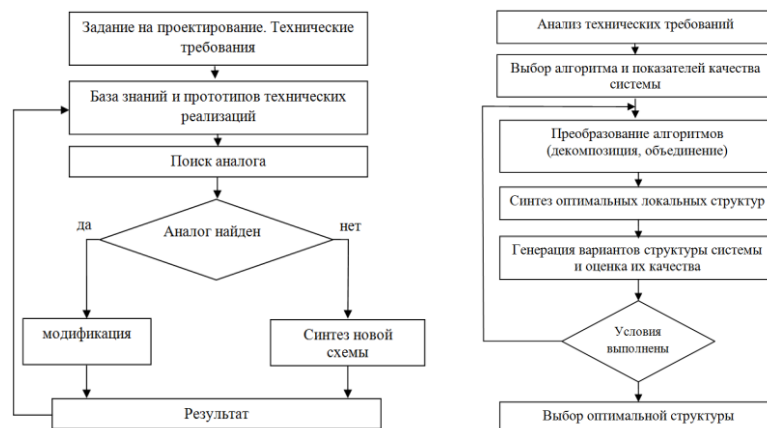 Задание на проектирование. Технические
требования
База знаний и прототипов технических
реализаций
Поиск аналога
да
Аналог найден
нет
модификация
Синтез новой
схемы
Результат
Анализ технических требований
Выбор алгоритма и показателей качества
системы
Преобразование алгоритмов
(декомпозиция, объединение)
Синтез оптимальных локальных структур
Генерация вариантов структуры системы
и оценка их качества
Условия
выполнены
Выбор оптимальной структуры